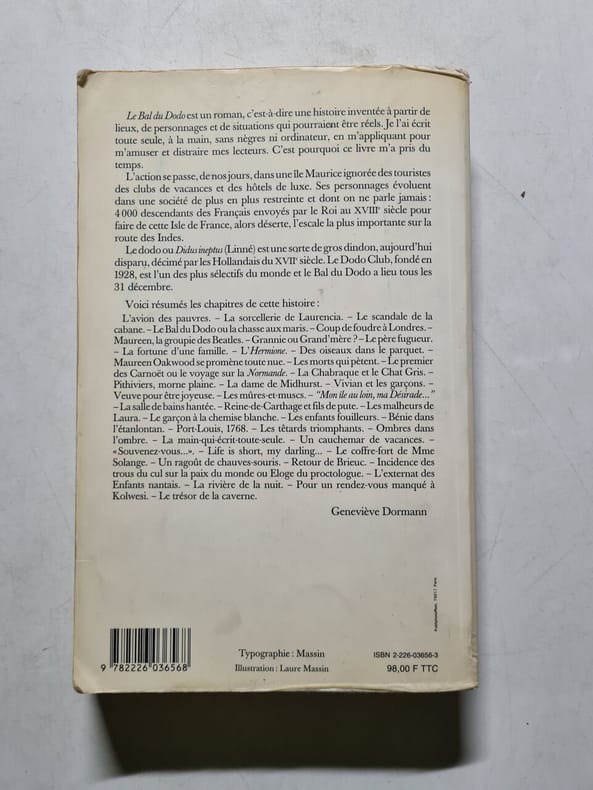 Le Bal du Dodo est un roman, c'est-à-dire une histoire inventée à partir de
lieux, de personnages et de situations qui pourraient être réels. Je l'ai écrit
toute seule, à la main, sans nègres ni ordinateur, en m'appliquant pour
m'amuser et distraire mes lecteurs. C'est pourquoi ce livre m'a pris du
temps.
L'action se passe, de nos jours, dans une île Maurice ignorée des touristes
des clubs de vacances et des hôtels de luxe. Ses personnages évoluent
dans une société de plus en plus restreinte et dont on ne parle jamais :
4 000 descendants des Français envoyés par le Roi au XVIIIe siècle pour
faire de cette Isle de France, alors déserte, l'escale la plus importante sur la
route des Indes.
Le dodo ou Didus ineptus (Linné) est une sorte de gros dindon, aujourd'hui
disparu, décimé par les Hollandais du XVIIe siècle. Le Dodo Club, fondé en
1928, est l'un des plus sélectifs du monde et le Bal du Dodo a lieu tous les
31 décembre.
Voici résumés les chapitres de cette histoire :
L'avion des pauvres. – La sorcellerie de Laurencia. – Le scandale de la
cabane. – Le Bal du Dodo ou la chasse aux maris. – Coup de foudre à Londres. –
Maureen, la groupie des Beatles. – Grannie ou Grand'mère ? – Le père fugueur.
– La fortune d'une famille. – L'Hermione. – Des oiseaux dans le parquet. –
Maureen Oakwood se promène toute nue. – Les morts qui pètent. – Le premier
des Carnoët ou le voyage sur la Normande. – La Chabraque et le Chat Gris. –
Pithiviers, morne plaine. – La dame de Midhurst. – Vivian et les garçons. –
Veuve pour être joyeuse. – Les mûres-et-muscs. – "Mon île au loin, ma Désirade..."
– La salle de bains hantée. – Reine-de-Carthage et fils de pute. – Les malheurs de
Laura. – Le garçon à la chemise blanche. – Les enfants fouilleurs. – Bénie dans
l'étanlontan. – Port-Louis, 1768. – Les têtards triomphants. – Ombres dans
l'ombre. – La main-qui-écrit-toute-seule. – Un cauchemar de vacances. –
«Souvenez-vous...». – Life is short, my darling... – Le coffre-fort de Mme
Solange. – Un ragoût de chauves-souris. – Retour de Brieuc. – Incidence des
trous du cul sur la paix du monde ou Eloge du proctologue. – L'externat des
Enfants nantais. – La rivière de la nuit. – Pour un rendez-vous manqué à
Kolwesi. – Le trésor de la caverne.
Geneviève Dormann
9 782226 036568
Typographie : Massin
Illustration : Laure Massin
ISBN 2-226-03656-3
98,00 F TTC